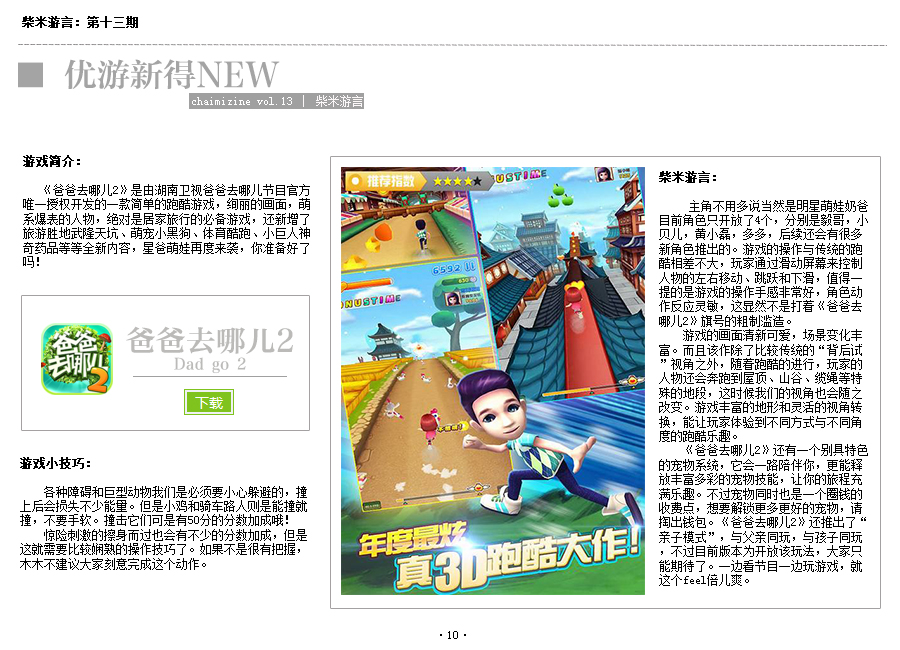 柴米游言：第十三期
优游新得NEW
chaimizine vol.13 | 柴米游言
游戏简介：
《爸爸去哪儿2》是由湖南卫视爸爸去哪儿节目官方
唯一授权开发的一款简单的跑酷游戏，绚丽的画面，萌
系爆表的人物，绝对是居家旅行的必备游戏，还新增了
旅游胜地武隆天坑、萌宠小黑狗、体育酷跑、小巨人神
奇药品等等全新内容，星爸萌娃再度来袭，你准备好了
吗！
爸爸去哪儿2
爸爸去哪儿2
Dad go 2
下载
游戏小技巧：
各种障碍和巨型动物我们是必须要小心躲避的，撞
上后会损失不少能量。但是小鸡和骑车路人则是能撞就
撞，不要手软。撞击它们可是有50分的分数加成哦！
惊险刺激的擦身而过也会有不少的分数加成，但是
这就需要比较娴熟的操作技巧了。如果不是很有把握，
木木不建议大家刻意完成这个动作。
推荐指数
USTIME
6592
ONUSTIME
年度最炫
真3D跑酷大作！
柴米游言：
主角不用多说当然是明星萌娃奶爸
目前角色只开放了4个，分别是毅哥，小
贝儿，黄小磊，多多，后续还会有很多
新角色推出的。游戏的操作与传统的跑
酷相差不大，玩家通过滑动屏幕来控制
人物的左右移动、跳跃和下滑，值得一
提的是游戏的操作手感非常好，角色动
作反应灵敏，这显然不是打着《爸爸去
哪儿2》旗号的粗制滥造。
游戏的画面清新可爱，场景变化丰
富。而且该作除了比较传统的“背后试
”视角之外，随着跑酷的进行，玩家的
人物还会奔跑到屋顶、山谷、缆绳等特
殊的地段，这时候我们的视角也会随之
改变。游戏丰富的地形和灵活的视角转
换，能让玩家体验到不同方式与不同角
度的跑酷乐趣。
《爸爸去哪儿2》还有一个别具特色
的宠物系统，它会一路陪伴你，更能释
放丰富多彩的宠物技能，让你的旅程充
满乐趣。不过宠物同时也是一个圈钱的
收费点，想要解锁更多更好的宠物，请
掏出钱包。《爸爸去哪儿2》还推出了“
亲子模式”，与父亲同玩，与孩子同玩
，不过目前版本为开放该玩法，大家只
能期待了。一边看节目一边玩游戏，就
这个feel倍儿爽。
· 10 ·